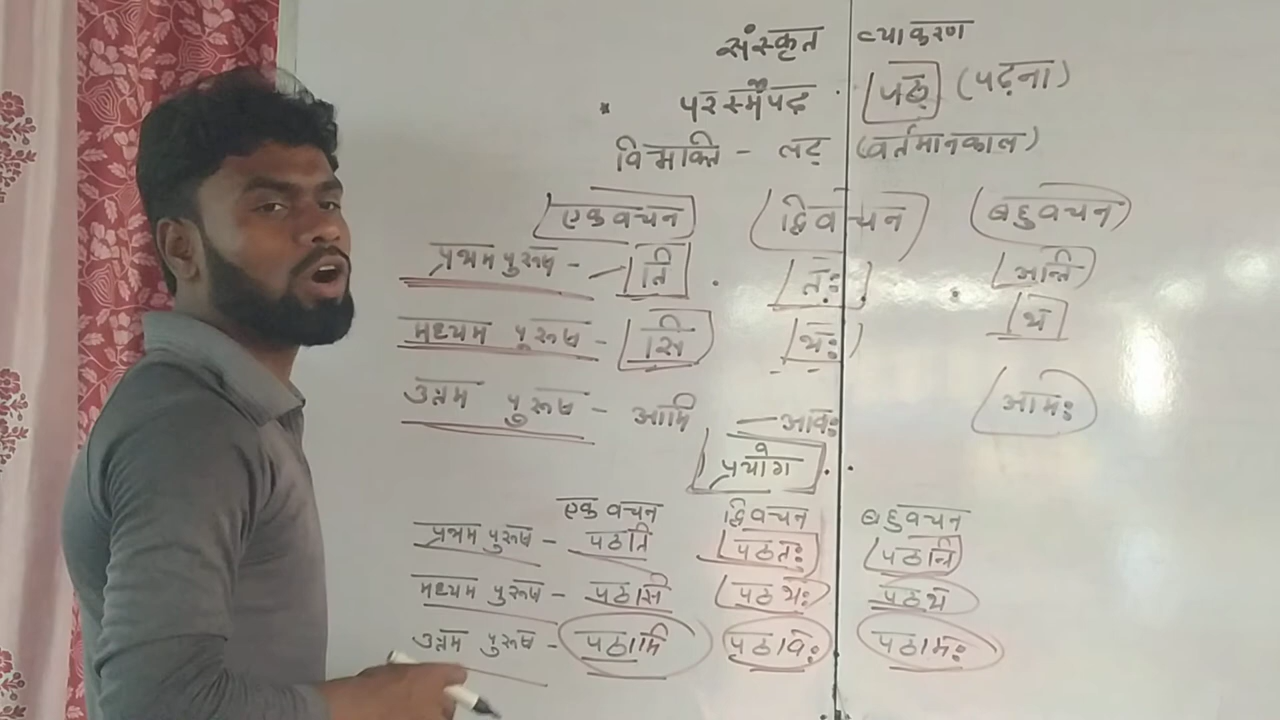 संस्कृत व्याकरण
* परस्मैपद पठ् (पढ़ना)
विभक्ति - लट् (वर्तमानकाल)
एकवचन द्विवचन बहुवचन
प्रथम पुरूष - ति तः अन्ति
मध्यम पुरूष - सि थः थ
उत्तम पुरूष - आमि आवः आमः
प्रयोग
एकवचन द्विवचन बहुवचन
प्रथम पुरूष - पठति पठतः पठन्ति
मध्यम पुरूष - पठसि पठथः पठथ
उत्तम पुरूष - पठामि पठावः पठामः